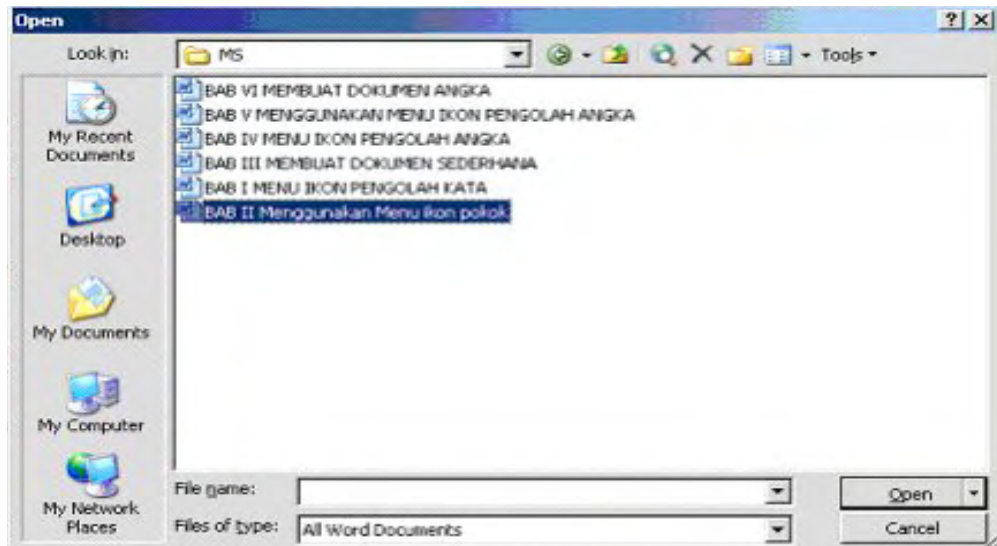 Open
Look in: MS Tools
BAB VI MEMBUAT DOKUMEN ANGKA
BAB V MENGGUNAKAN MENU IKON PENGOLAH ANGKA
BAB IV MENU IKON PENGOLAH ANGKA
BAB III MEMBUAT DOKUMEN SEDERHANA
BAB I MENU IKON PENGOLAH KATA
BAB II Menggunakan Menu ikon pokok
My Recent
Documents
Desktop
My Documents
My Computer
My Network
Places
File name: Open
Files of type: All Word Documents Cancel